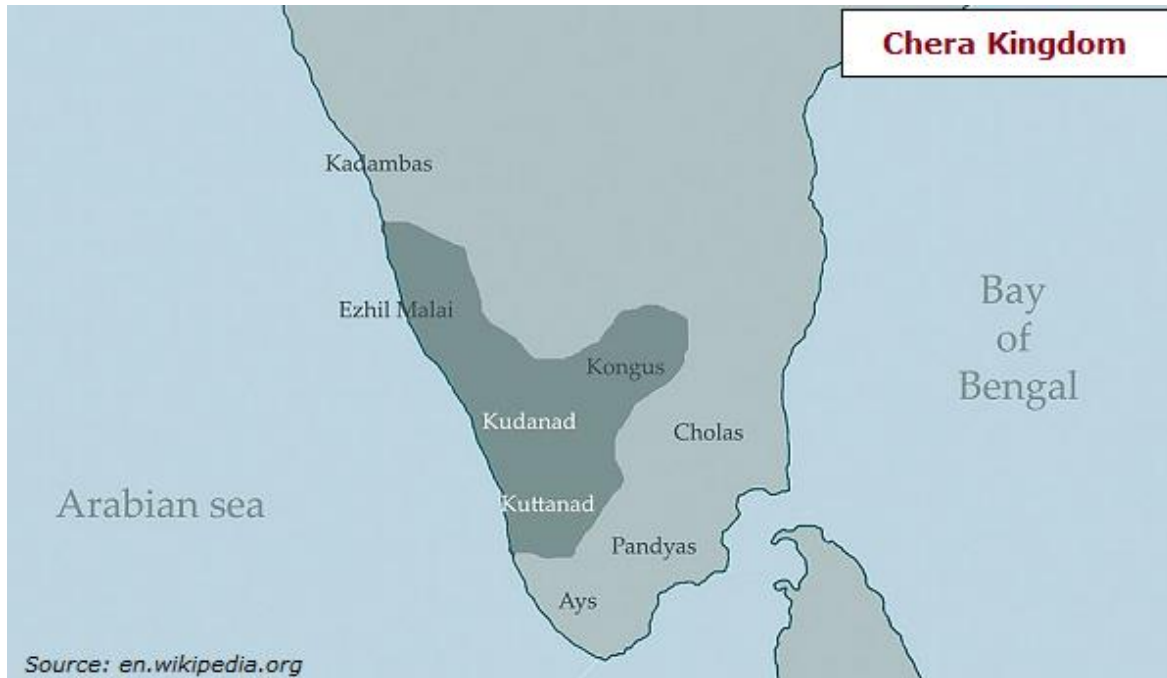 Chera Kingdom
Kadambas
Ezhil Malai
Kongus
Kudanad
Cholas
Kuttanad
Pandyas
Ays
Arabian sea
Bay
of
Bengal
Source: en.wikipedia.org